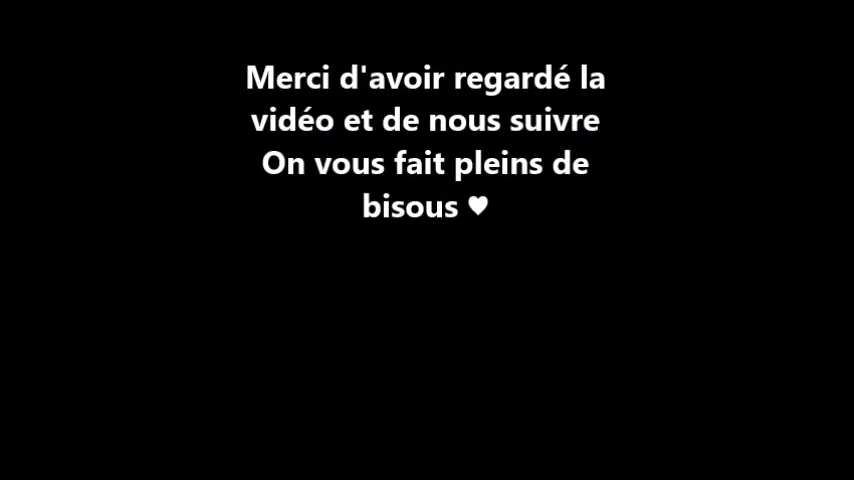 Merci d'avoir regardé la
vidéo et de nous suivre
On vous fait pleins de
bisous ♥